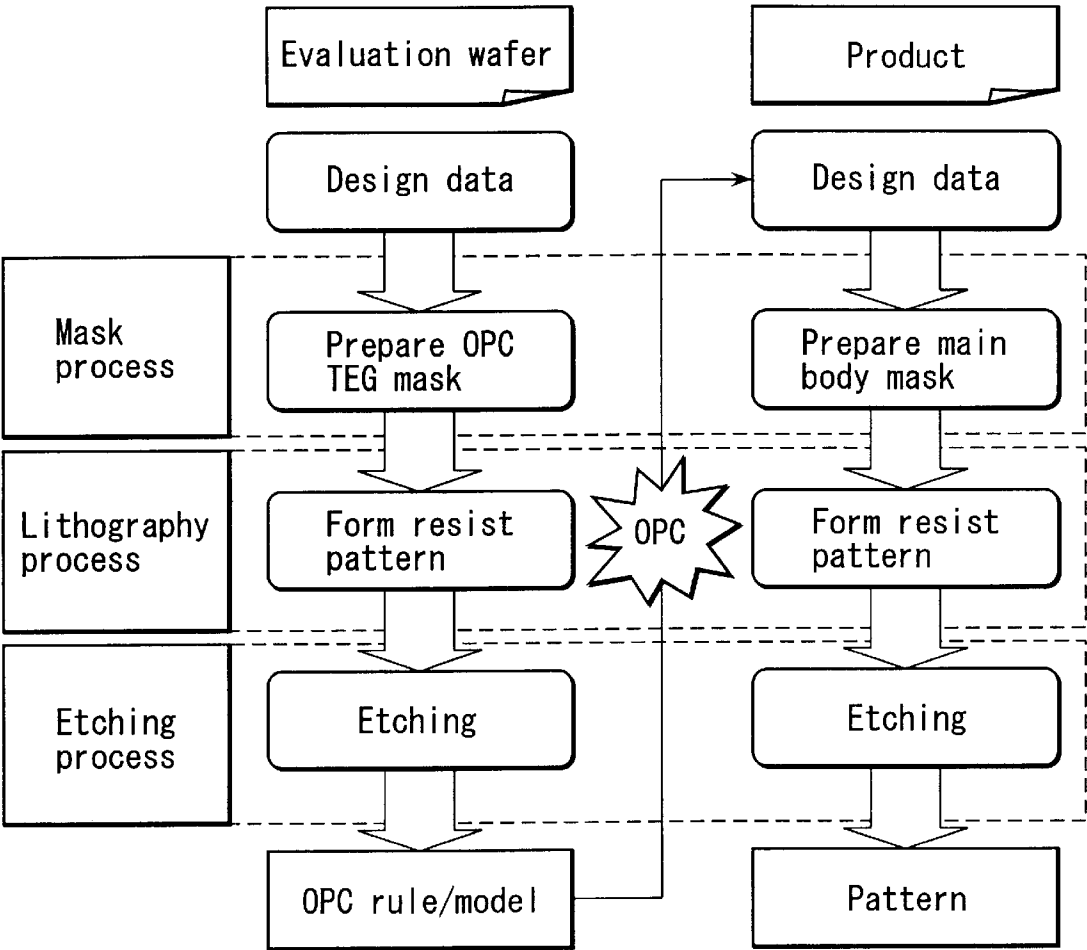 Evaluation wafer
Product
Design data
Design data
Mask
process
Prepare OPC
TEG mask
Prepare main
body mask
Lithography
process
Form resist
pattern
OPC
Form resist
pattern
Etching
process
Etching
Etching
OPC rule/model
Pattern